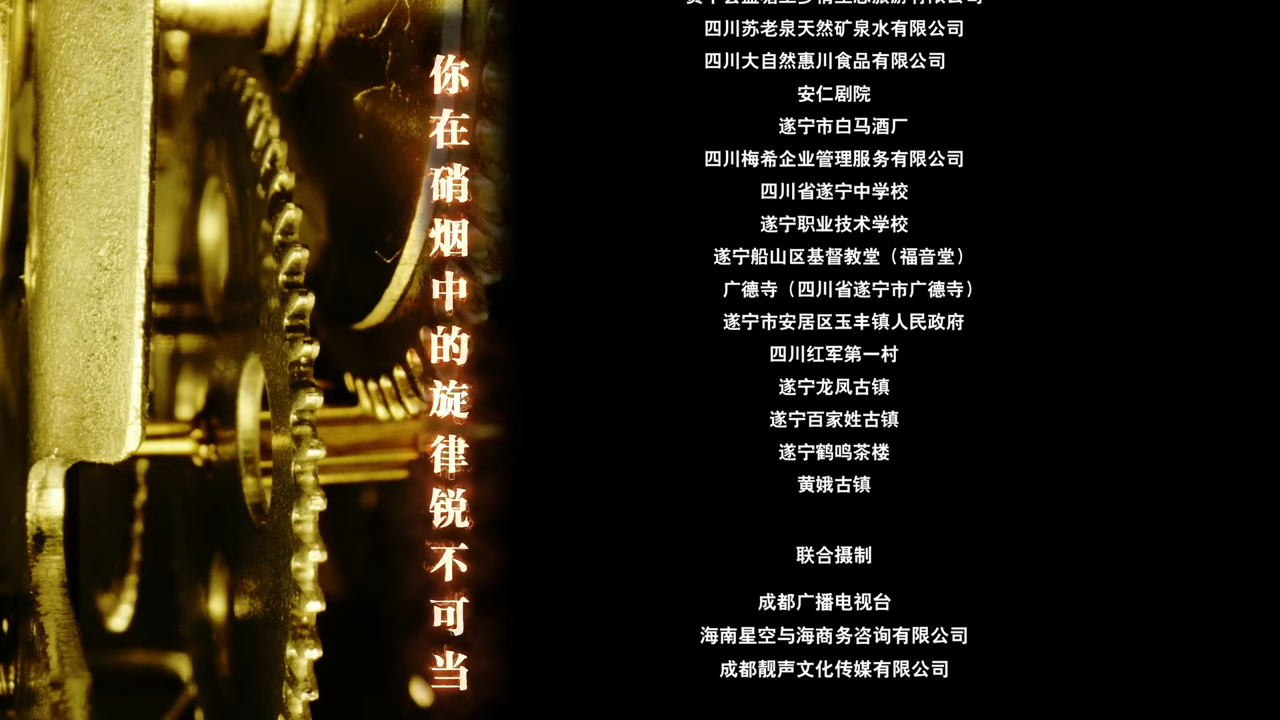 你在硝烟中的旋律锐不可当
四川苏老泉天然矿泉水有限公司
四川大自然惠川食品有限公司
安仁剧院
遂宁市白马酒厂
四川梅希企业管理服务有限公司
四川省遂宁中学校
遂宁职业技术学校
遂宁船山区基督教堂（福音堂）
广德寺（四川省遂宁市广德寺）
遂宁市安居区玉丰镇人民政府
四川红军第一村
遂宁龙凤古镇
遂宁百家姓古镇
遂宁鹤鸣茶楼
黄娥古镇
联合摄制
成都广播电视台
海南星空与海商务咨询有限公司
成都靓声文化传媒有限公司